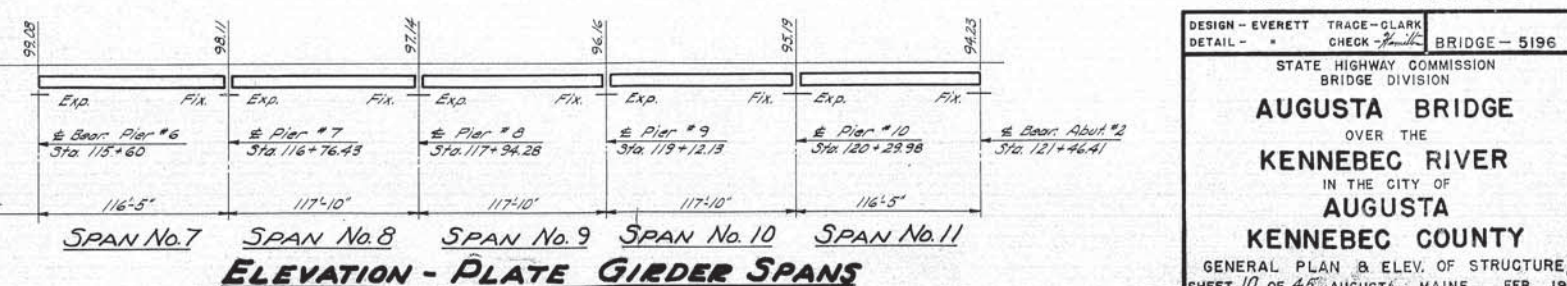 99.08 98.11 97.14 96.16 95.19 94.23
Exp. Fix. Exp. Fix. Exp. Fix. Exp. Fix. Exp. Fix.
℄ Bear. Pier #6 ℄ Pier #7 ℄ Pier #8 ℄ Pier #9 ℄ Pier #10 ℄ Bear. Abut. #2
Sta. 115+60 Sta. 116+76.43 Sta. 117+94.28 Sta. 119+12.13 Sta. 120+29.98 Sta. 121+46.41
116'-5" 117'-10" 117'-10" 117'-10" 116'-5"
SPAN No. 7 SPAN No. 8 SPAN No. 9 SPAN No. 10 SPAN No. 11
ELEVATION - PLATE GIRDER SPANS
DESIGN - EVERETT TRACE - CLARK
DETAIL - " CHECK - Hamilton BRIDGE - 5196
STATE HIGHWAY COMMISSION
BRIDGE DIVISION
AUGUSTA BRIDGE
OVER THE
KENNEBEC RIVER
IN THE CITY OF
AUGUSTA
KENNEBEC COUNTY
GENERAL PLAN & ELEV. OF STRUCTURE
SHEET 10 OF 45 AUGUSTA, MAINE FEB.